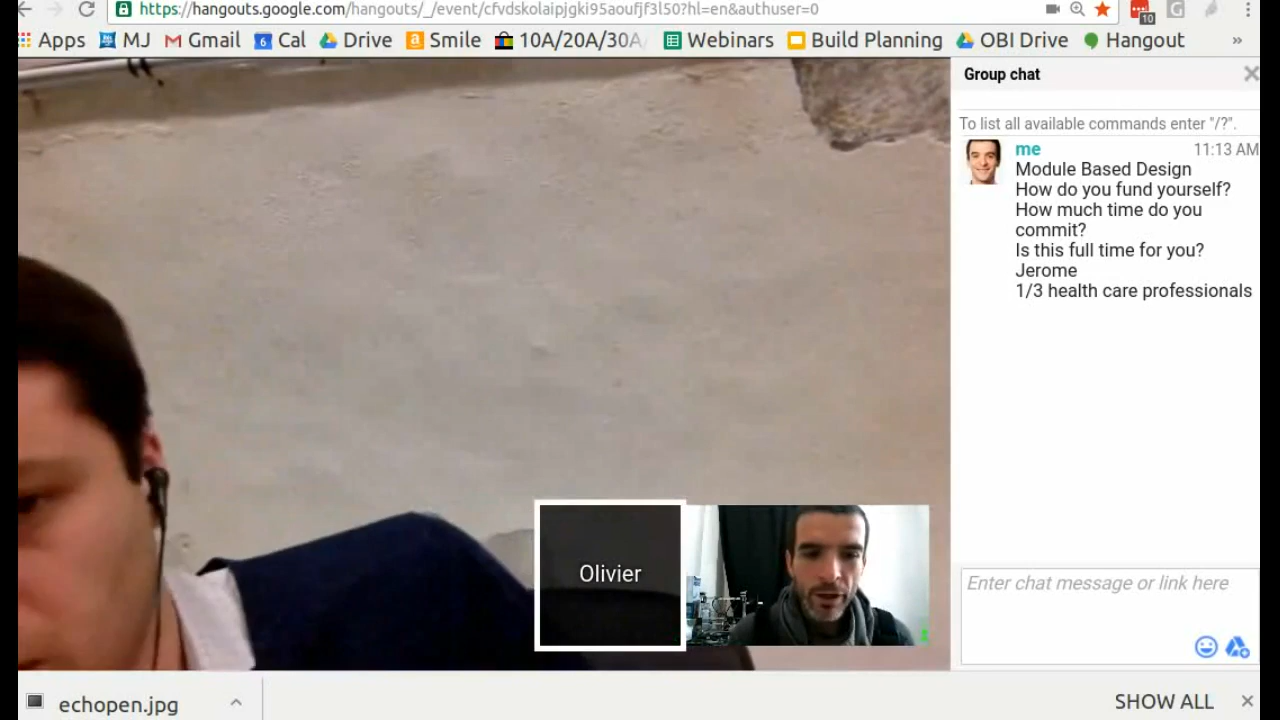 https://hangouts.google.com/hangouts/_/event/cfvdskolaipjgki95aoufjf3l50?hl=en&authuser=0
10
Apps MJ Gmail 6 Cal Drive Smile 10A/20A/30A/ Webinars Build Planning OBI Drive Hangout »
Group chat
To list all available commands enter "/?".
me 11:13 AM
Module Based Design
How do you fund yourself?
How much time do you
commit?
Is this full time for you?
Jerome
1/3 health care professionals
Olivier
Enter chat message or link here
echopen.jpg
SHOW ALL